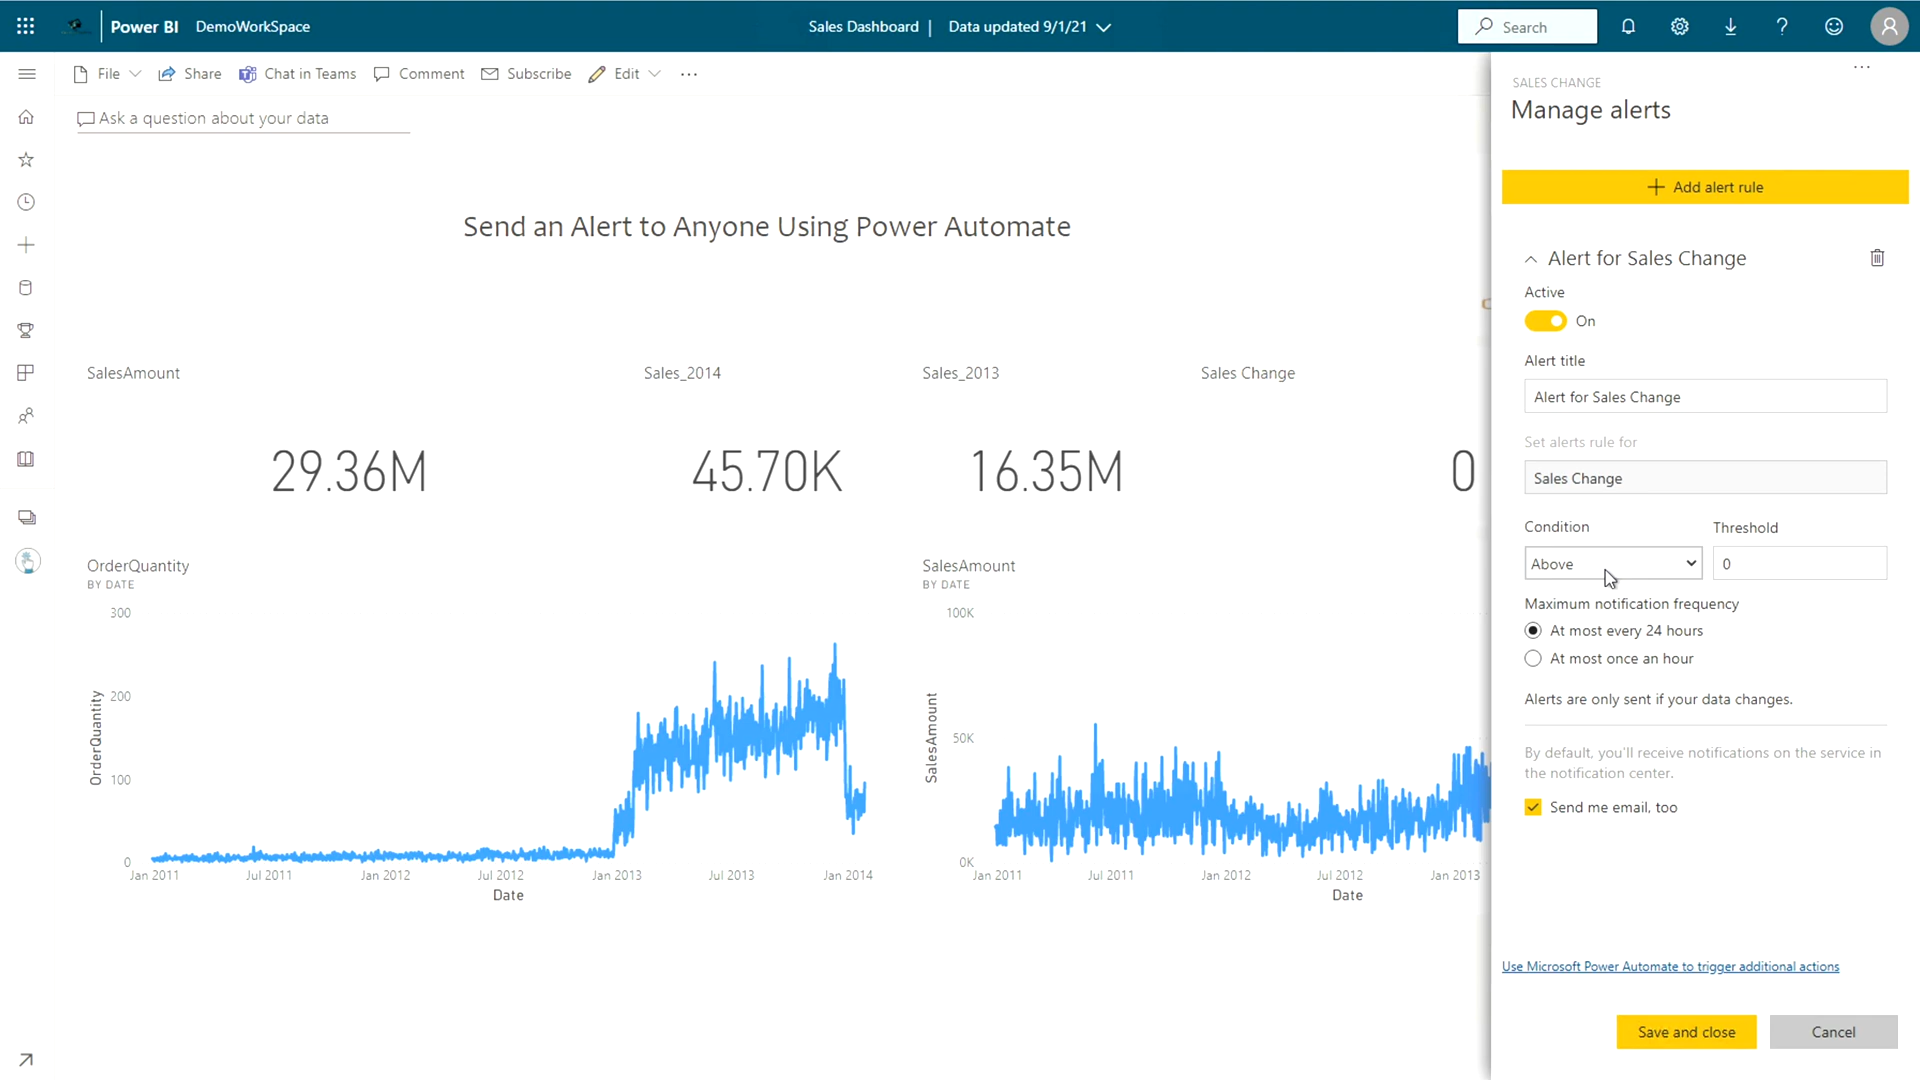 Power BI DemoWorkSpace
Sales Dashboard | Data updated 9/1/21
Search
File Share Chat in Teams Comment Subscribe Edit ...
Ask a question about your data
Send an Alert to Anyone Using Power Automate
SalesAmount
29.36M
Sales_2014
45.70K
Sales_2013
16.35M
Sales Change
0
OrderQuantity
BY DATE
300
200
100
0
OrderQuantity
Jan 2011 Jul 2011 Jan 2012 Jul 2012 Jan 2013 Jul 2013 Jan 2014
Date
SalesAmount
BY DATE
100K
50K
0K
SalesAmount
Jan 2011 Jul 2011 Jan 2012 Jul 2012 Jan 2013
Date
SALES CHANGE
Manage alerts
Add alert rule
Alert for Sales Change
Active
On
Alert title
Alert for Sales Change
Set alerts rule for
Sales Change
Condition Threshold
Above 0
Maximum notification frequency
At most every 24 hours
At most once an hour
Alerts are only sent if your data changes.
By default, you'll receive notifications on the service in
the notification center.
Send me email, too
Use Microsoft Power Automate to trigger additional actions
Save and close Cancel